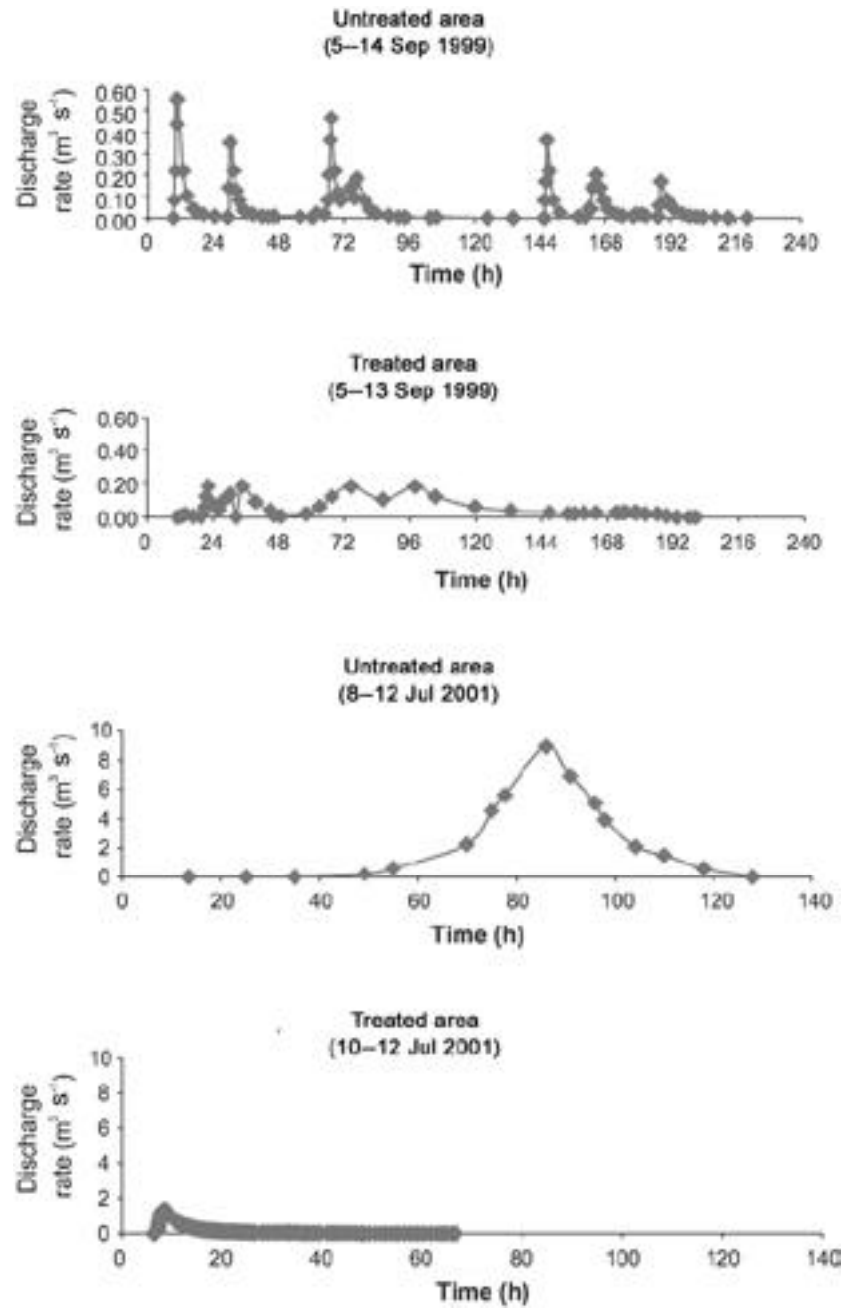 Untreated area
(5–14 Sep 1999)
Discharge
rate (m³ s⁻¹)
0.60
0.50
0.40
0.30
0.20
0.10
0.00
0 24 48 72 96 120 144 168 192 216 240
Time (h)
Treated area
(5–13 Sep 1999)
Discharge
rate (m³ s⁻¹)
0.60
0.40
0.20
0.00
0 24 48 72 96 120 144 168 192 216 240
Time (h)
Untreated area
(8–12 Jul 2001)
Discharge
rate (m³ s⁻¹)
10
8
6
4
2
0
0 20 40 60 80 100 120 140
Time (h)
Treated area
(10–12 Jul 2001)
Discharge
rate (m³ s⁻¹)
10
8
6
4
2
0
0 20 40 60 80 100 120 140
Time (h)